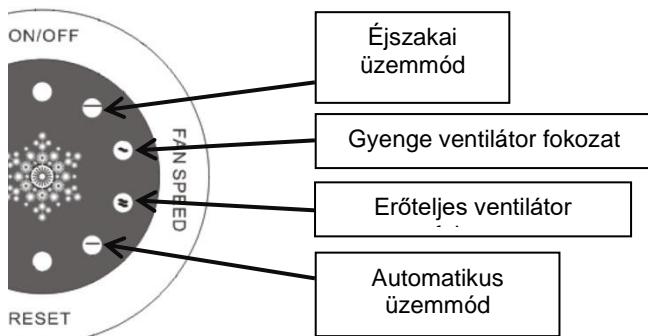 ON/OFF
Éjszakai
üzemmód
FAN SPEED
Gyenge ventilátor fokozat
Erőteljes ventilátor
Automatikus
üzemmód
RESET